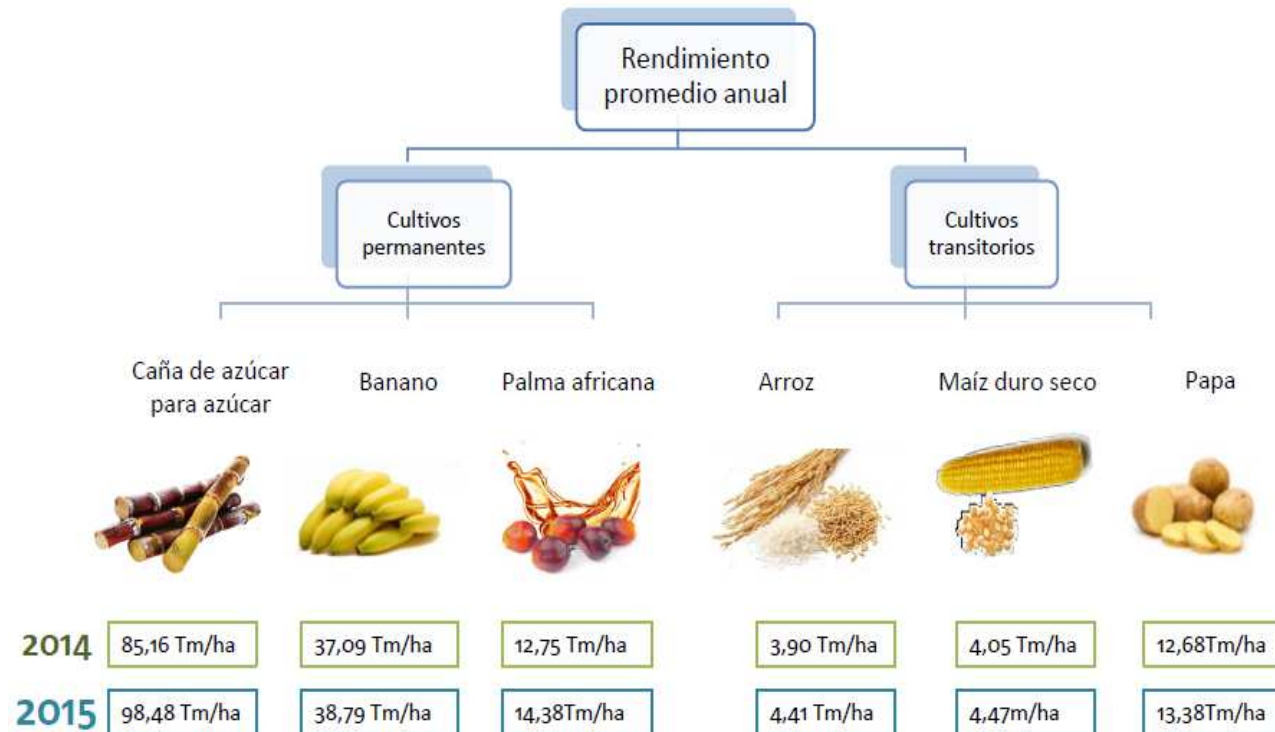 Rendimiento
promedio anual
Cultivos
permanentes
Cultivos
transitorios
Caña de azúcar
para azúcar
Banano
Palma africana
Arroz
Maíz duro seco
Papa
2014
85,16 Tm/ha
37,09 Tm/ha
12,75 Tm/ha
3,90 Tm/ha
4,05 Tm/ha
12,68Tm/ha
2015
98,48 Tm/ha
38,79 Tm/ha
14,38Tm/ha
4,41 Tm/ha
4,47m/ha
13,38Tm/ha